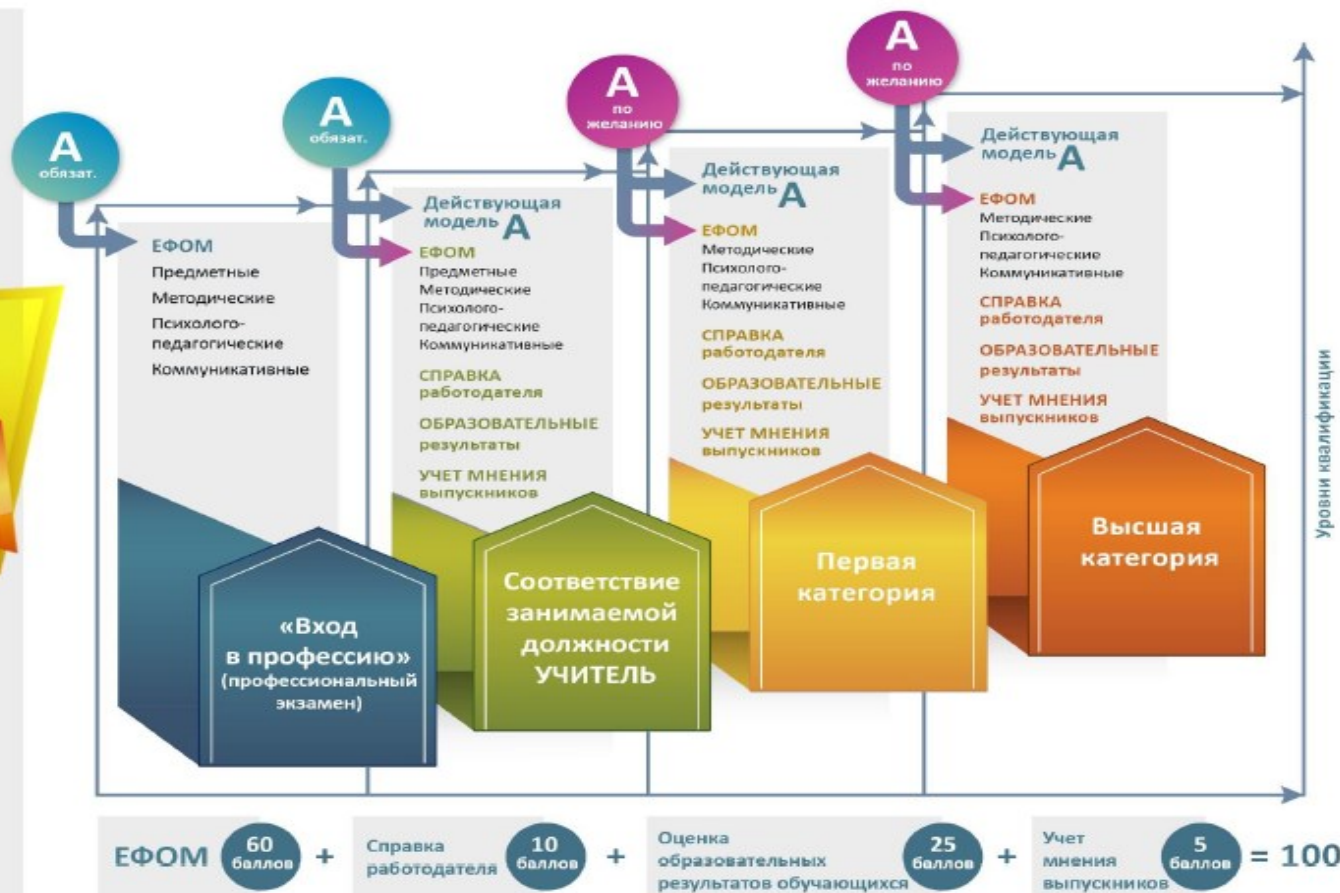 А
обязат.
ЕФОМ
Предметные
Методические
Психолого-
педагогические
Коммуникативные
«Вход
в профессию»
(профессиональный
экзамен)
А
обязат.
Действующая
модель А
ЕФОМ
Предметные
Методические
Психолого-
педагогические
Коммуникативные
СПРАВКА
работодателя
ОБРАЗОВАТЕЛЬНЫЕ
результаты
УЧЕТ МНЕНИЯ
выпускников
Соответствие
занимаемой
должности
УЧИТЕЛЬ
А
по
желанию
Действующая
модель А
ЕФОМ
Методические
Психолого-
педагогические
Коммуникативные
СПРАВКА
работодателя
ОБРАЗОВАТЕЛЬНЫЕ
результаты
УЧЕТ МНЕНИЯ
выпускников
Первая
категория
А
по
желанию
Действующая
модель А
ЕФОМ
Методические
Психолого-
педагогические
Коммуникативные
СПРАВКА
работодателя
ОБРАЗОВАТЕЛЬНЫЕ
результаты
УЧЕТ МНЕНИЯ
выпускников
Высшая
категория
Уровни квалификации
ЕФОМ
60
баллов
+
Справка
работодателя
10
баллов
+
Оценка
образовательных
результатов обучающихся
25
баллов
+
Учет
мнения
выпускников
5
баллов
= 100